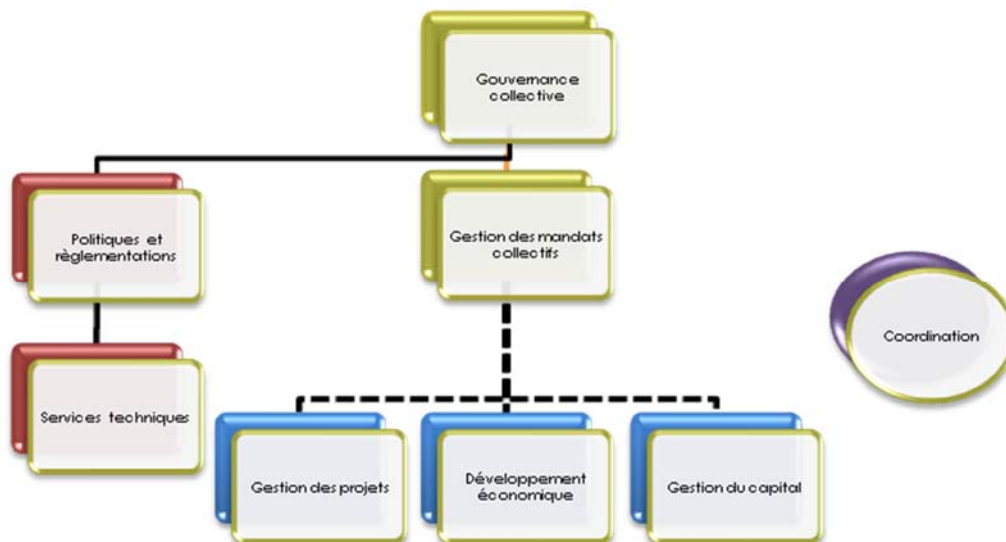 Gouvernance
collective
Politiques et
règlementations
Gestion des mandats
collectifs
Coordination
Services techniques
Gestion des projets
Développement
économique
Gestion du capital